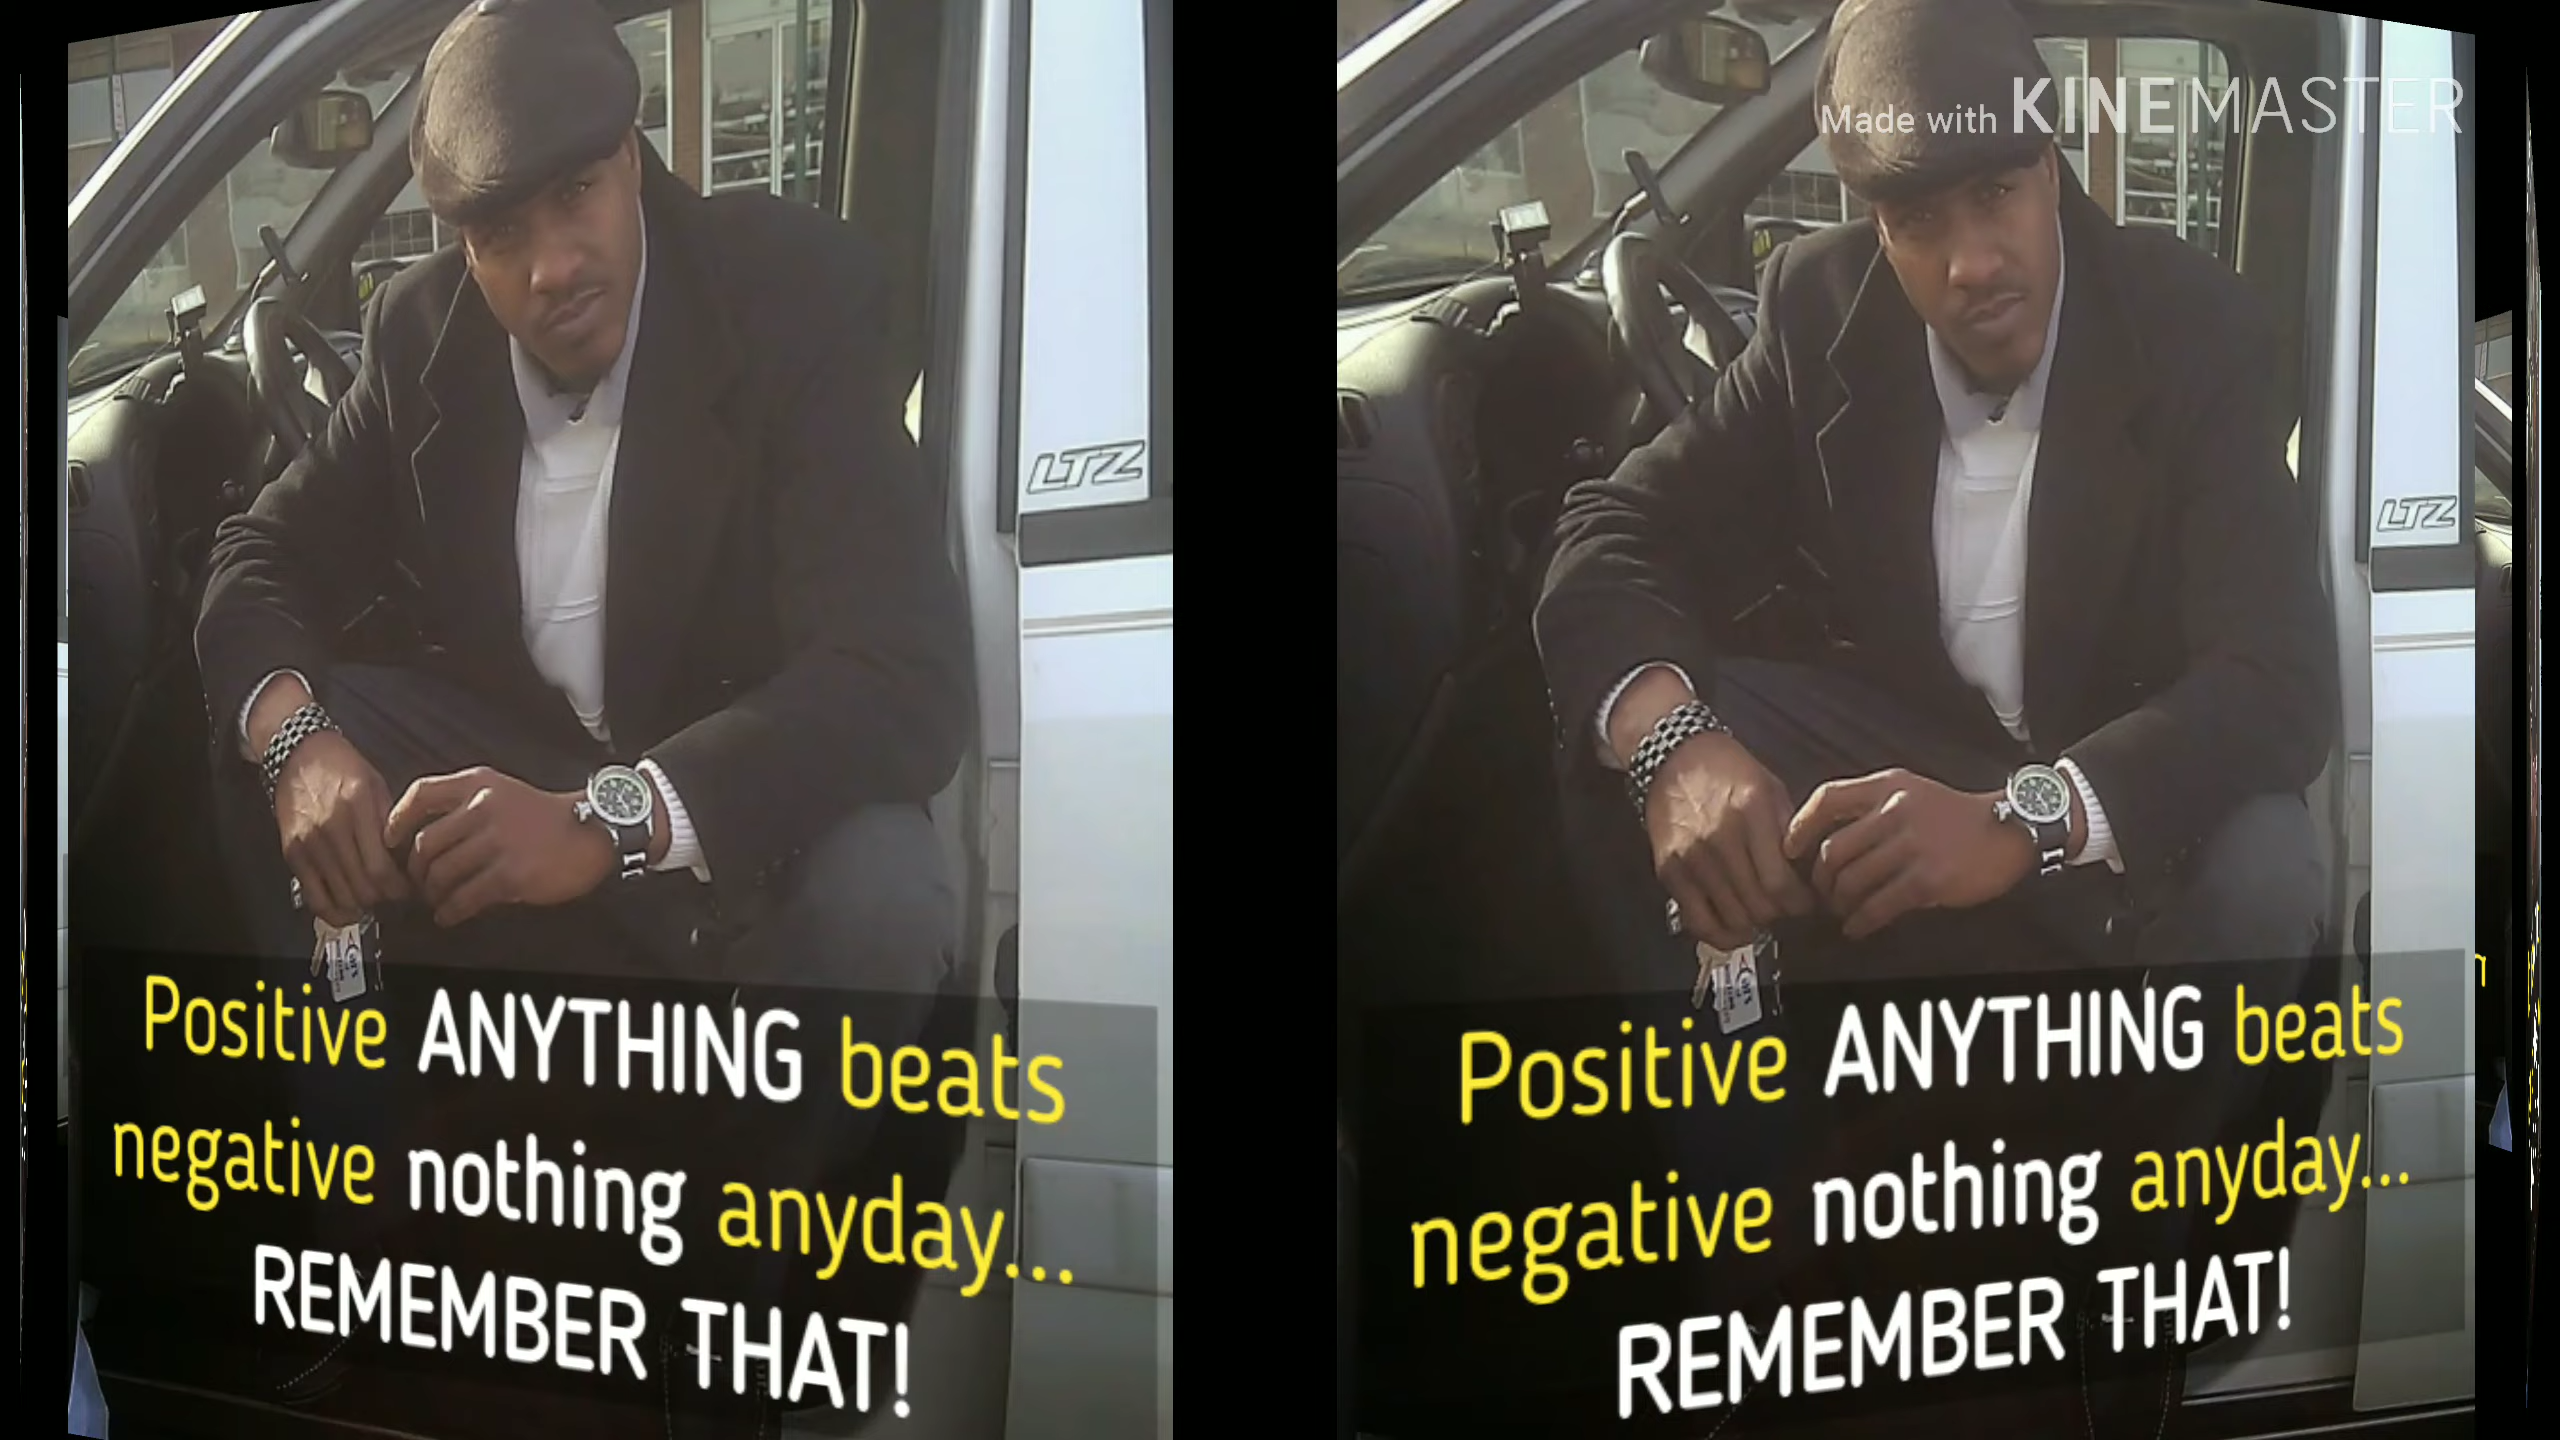 LTZ
Positive ANYTHING beats
negative nothing anyday...
REMEMBER THAT!
Made with KINEMASTER
LTZ
Positive ANYTHING beats
negative nothing anyday...
REMEMBER THAT!